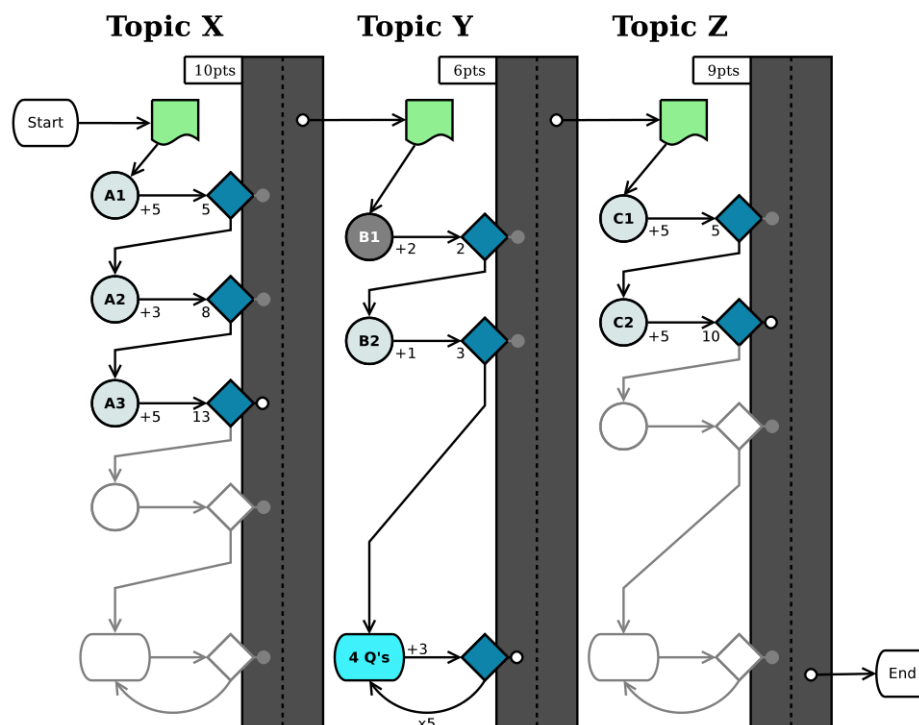 Topic X
Topic Y
Topic Z
10pts
6pts
9pts
Start
A1
+5
5
A2
+3
8
A3
+5
13
B1
+2
2
B2
+1
3
4 Q's
+3
x5
C1
+5
5
C2
+5
10
End